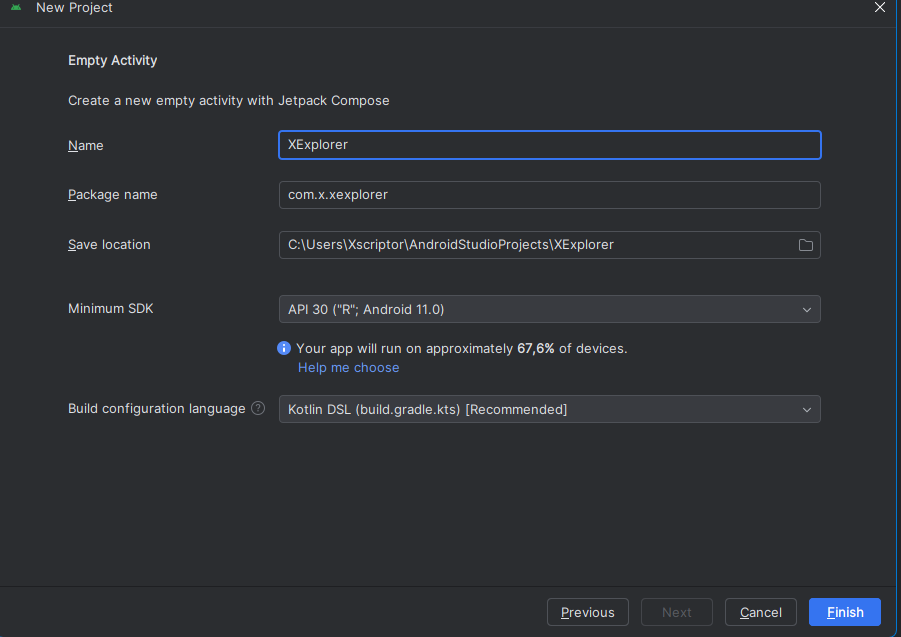 New Project
Empty Activity
Create a new empty activity with Jetpack Compose
Name XExplorer
Package name com.x.xexplorer
Save location C:\Users\Xscriptor\AndroidStudioProjects\XExplorer
Minimum SDK API 30 ("R"; Android 11.0)
Your app will run on approximately 67,6% of devices.
Help me choose
Build configuration language ? Kotlin DSL (build.gradle.kts) [Recommended]
Previous Next Cancel Finish